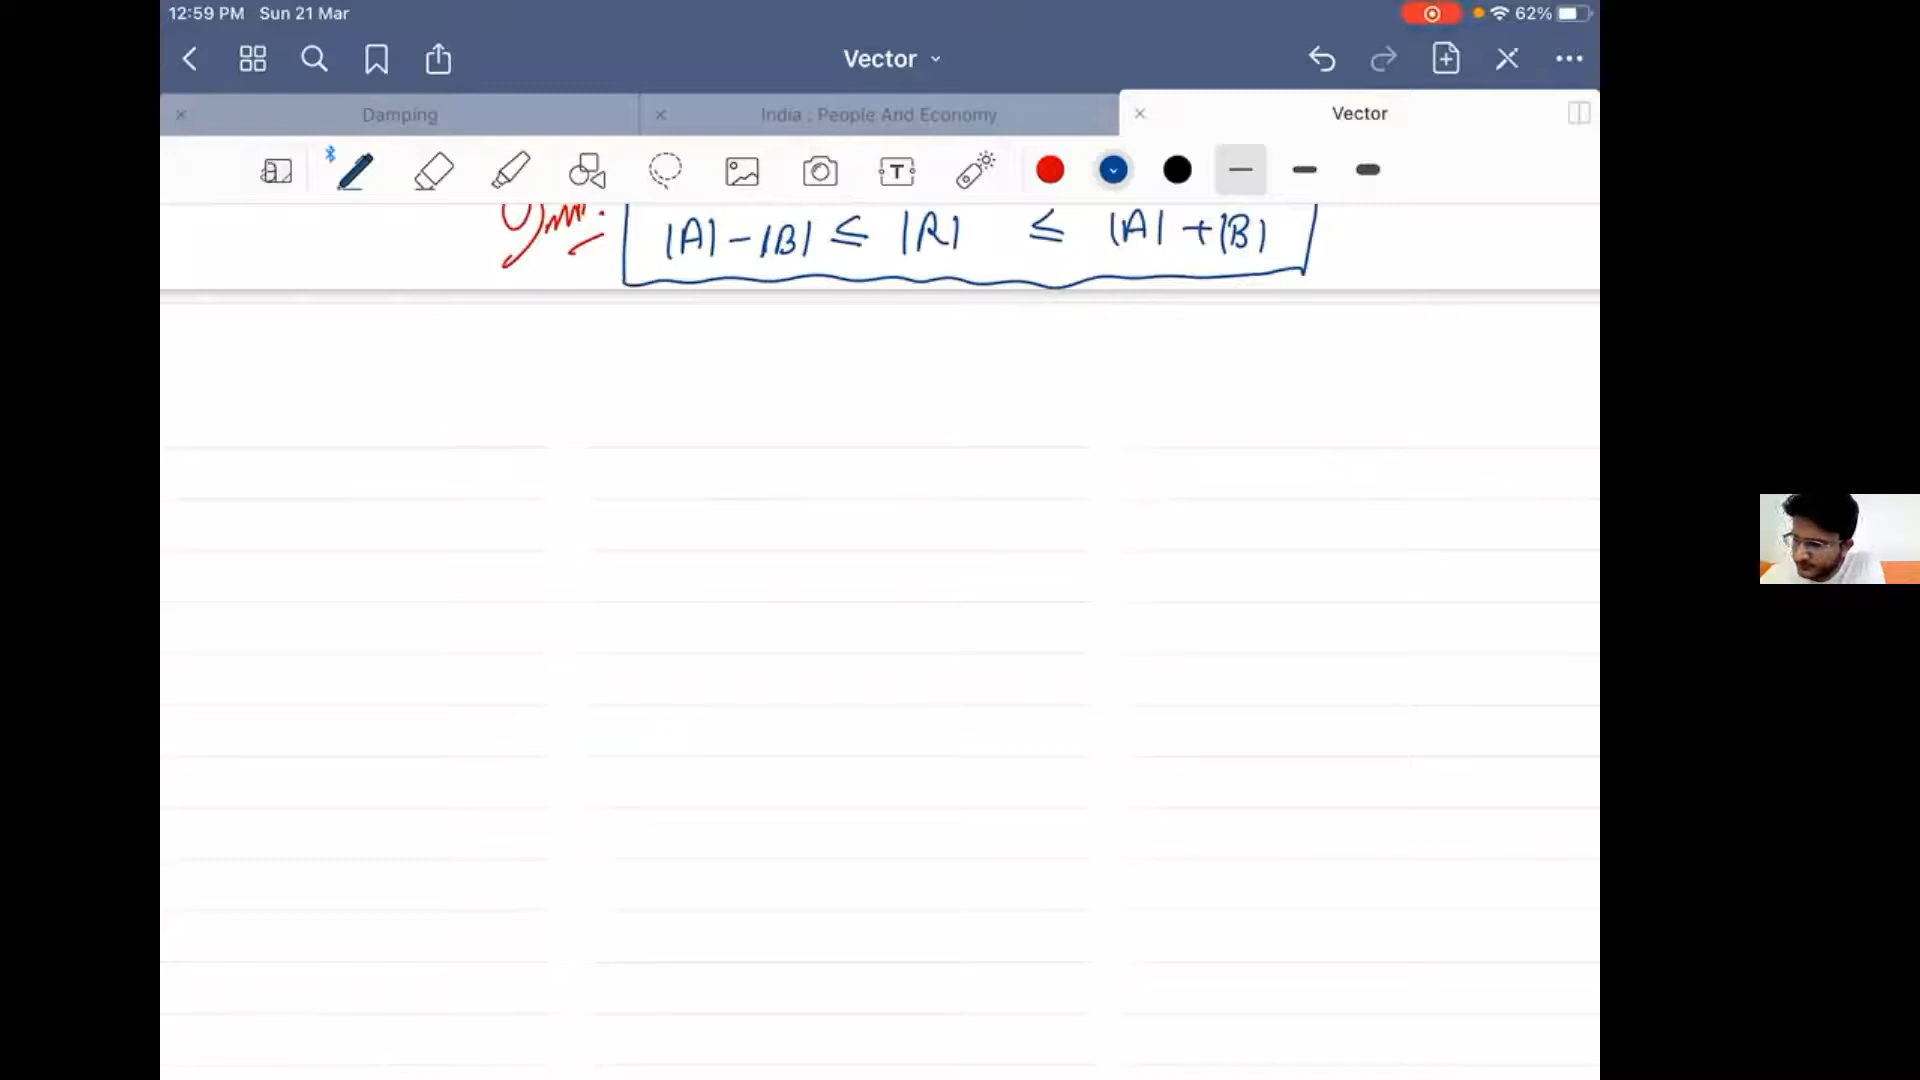 12:59 PM Sun 21 Mar 62%
Vector
Damping India : People And Economy Vector
T
|A|-|B| ≤ |R| ≤ |A|+|B|